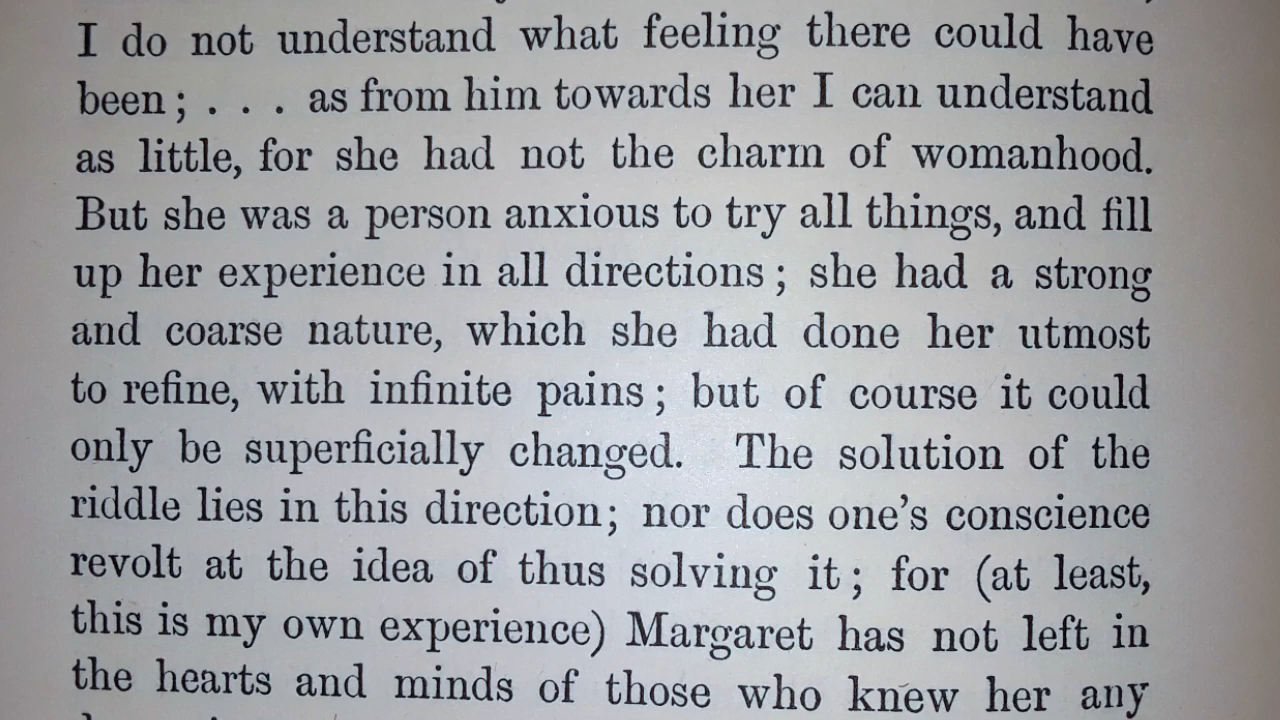 I do not understand what feeling there could have
been; . . . as from him towards her I can understand
as little, for she had not the charm of womanhood.
But she was a person anxious to try all things, and fill
up her experience in all directions; she had a strong
and coarse nature, which she had done her utmost
to refine, with infinite pains; but of course it could
only be superficially changed. The solution of the
riddle lies in this direction; nor does one's conscience
revolt at the idea of thus solving it; for (at least,
this is my own experience) Margaret has not left in
the hearts and minds of those who knew her any